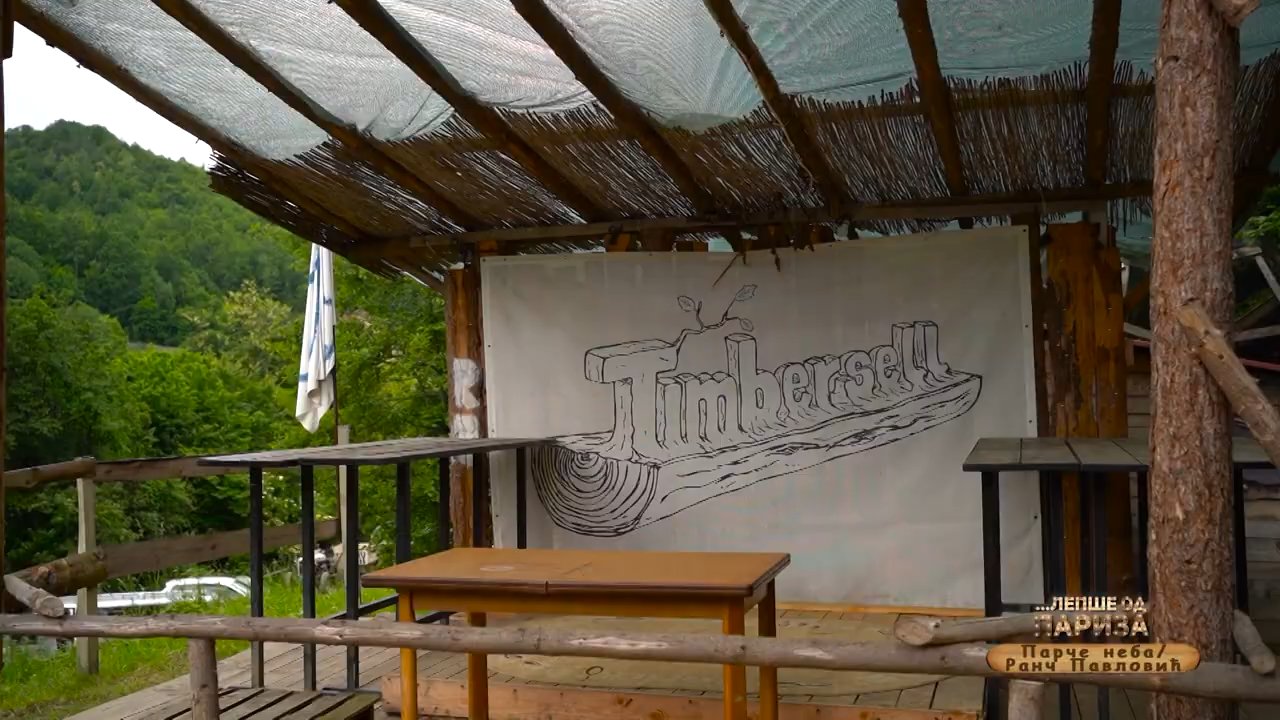 Timbersell
...ЛЕПШЕ ОД
ПАРИЗА
Парче неба/
Ранч Павловић